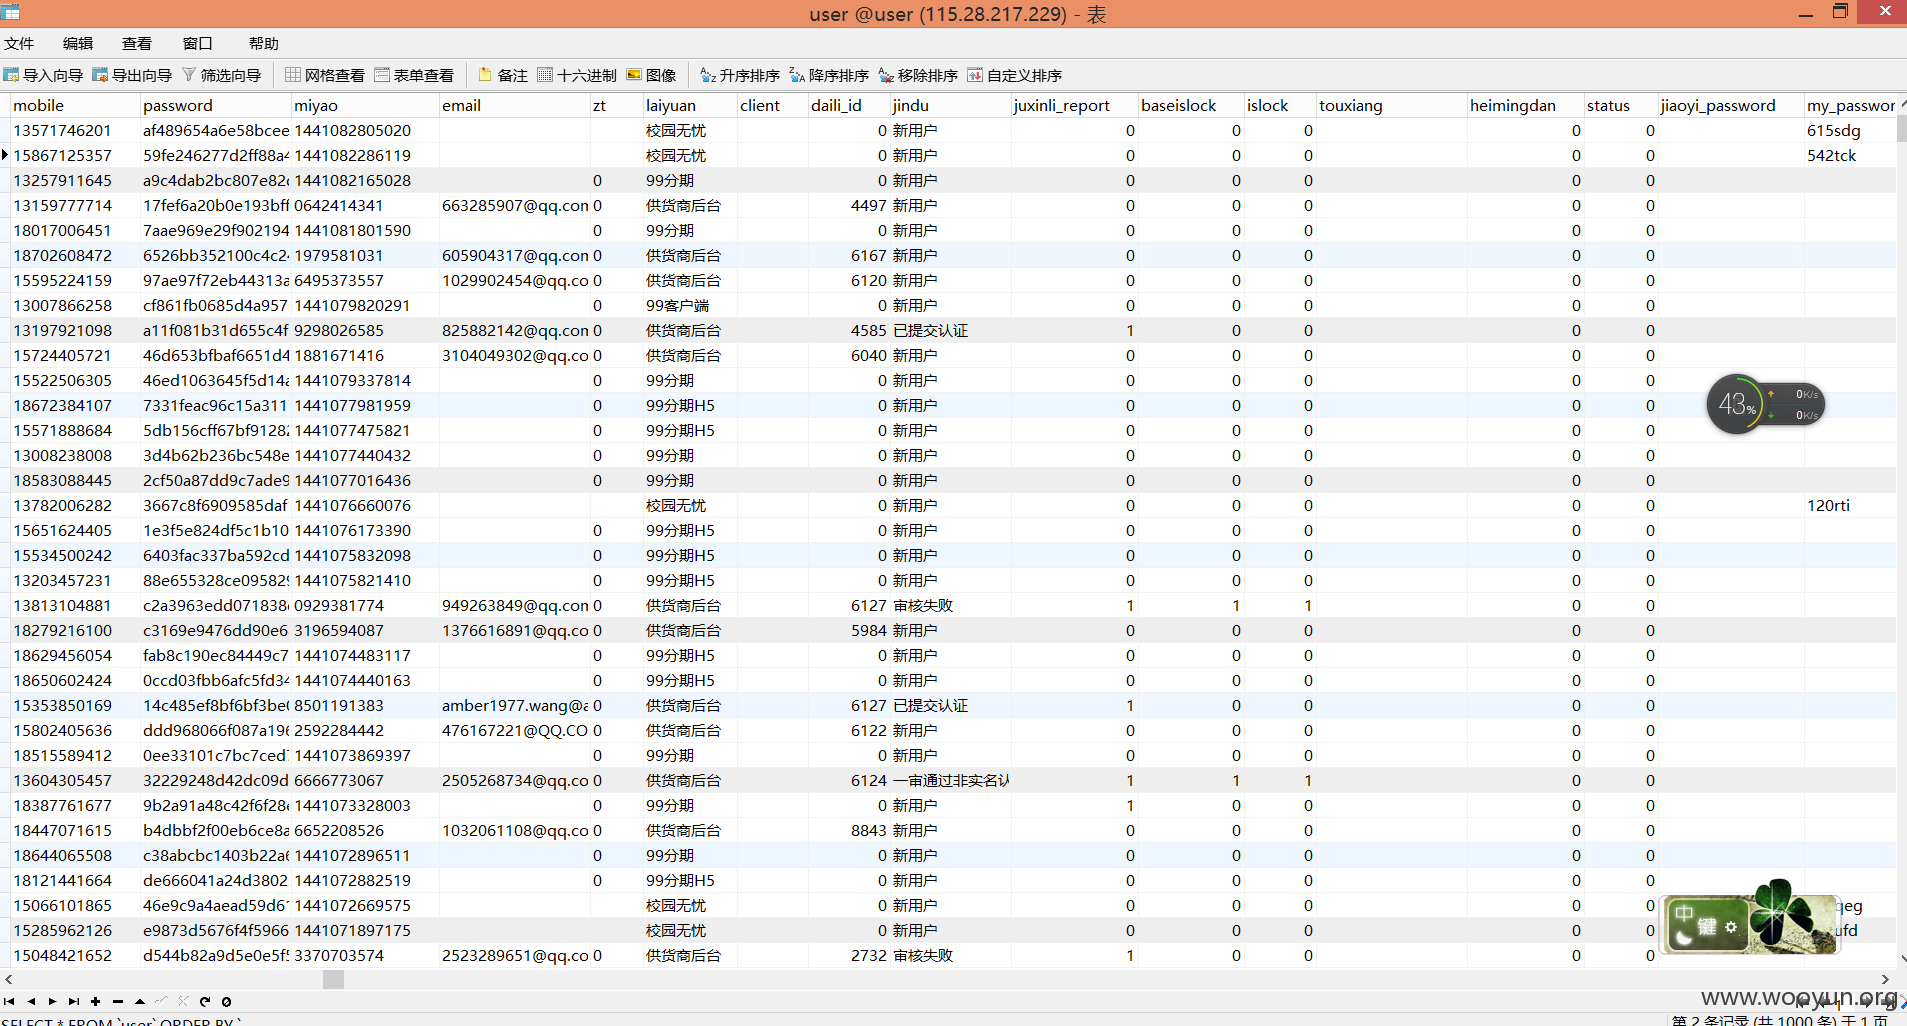 user @user (115.28.217.229) - 表
文件 编辑 查看 窗口 帮助
导入向导 导出向导 筛选向导 网格查看 表单查看 备注 十六进制 图像 升序排序 降序排序 移除排序 自定义排序
mobile password miyao email zt laiyuan client daili_id jindu juxinli_report baseislock islock touxiang heimingdan status jiaoyi_password my_passwor
13571746201 af489654a6e58bcee 1441082805020 校园无忧 0 新用户 0 0 0 0 0 615sdg
15867125357 59fe246277d2ff88a4 1441082286119 校园无忧 0 新用户 0 0 0 0 0 542tck
13257911645 a9c4dab2bc807e82 1441082165028 0 99分期 0 新用户 0 0 0 0 0
13159777714 17fef6a20b0e193bff 0642414341 663285907@qq.com 0 供货商后台 4497 新用户 0 0 0 0 0
18017006451 7aae969e29f902194 1441081801590 0 99分期 0 新用户 0 0 0 0 0
18702608472 6526bb352100c4c24 1979581031 605904317@qq.com 0 供货商后台 6167 新用户 0 0 0 0 0
15595224159 97ae97f72eb44313a 6495373557 1029902454@qq.co 0 供货商后台 6120 新用户 0 0 0 0 0
13007866258 cf861fb0685d4a957 1441079820291 0 99客户端 0 新用户 0 0 0 0 0
13197921098 a11f081b31d655c4f 9298026585 825882142@qq.com 0 供货商后台 4585 已提交认证 1 0 0 0 0
15724405721 46d653bfbaf6651d4 1881671416 3104049302@qq.co 0 供货商后台 6040 新用户 0 0 0 0 0
15522506305 46ed1063645f5d14a 1441079337814 0 99分期 0 新用户 0 0 0 0 0
18672384107 7331feac96c15a311 1441077981959 0 99分期H5 0 新用户 0 0 0 0 0
15571888684 5db156cff67bf9128 1441077475821 0 99分期H5 0 新用户 0 0 0 0 0
13008238008 3d4b62b236bc548e 1441077440432 0 99分期 0 新用户 0 0 0 0 0
18583088445 2cf50a87dd9c7ade9 1441077016436 0 99分期 0 新用户 0 0 0 0 0
13782006282 3667c8f6909585daf 1441076660076 校园无忧 0 新用户 0 0 0 0 0 120rti
15651624405 1e3f5e824df5c1b10 1441076173390 0 99分期H5 0 新用户 0 0 0 0 0
15534500242 6403fac337ba592cd 1441075832098 0 99分期H5 0 新用户 0 0 0 0 0
13203457231 88e655328ce095829 1441075821410 0 99分期H5 0 新用户 0 0 0 0 0
13813104881 c2a3963edd071838 0929381774 949263849@qq.com 0 供货商后台 6127 审核失败 1 1 1 0 0
18279216100 c3169e9476dd90e6 3196594087 1376616891@qq.co 0 供货商后台 5984 新用户 0 0 0 0 0
18629456054 fab8c190ec84449c7 1441074483117 0 99分期H5 0 新用户 0 0 0 0 0
18650602424 0ccd03fbb6afc5fd34 1441074440163 0 99分期H5 0 新用户 0 0 0 0 0
15353850169 14c485ef8bf6bf3be 8501191383 amber1977.wang@ 0 供货商后台 6127 已提交认证 1 0 0 0 0
15802405636 ddd968066f087a196 2592284442 476167221@QQ.CO 0 供货商后台 6122 新用户 0 0 0 0 0
18515589412 0ee33101c7bc7ced 1441073869397 0 99分期 0 新用户 0 0 0 0 0
13604305457 32229248d42dc09d 6666773067 2505268734@qq.co 0 供货商后台 6124 一审通过非实名认 1 1 1 0 0
18387761677 9b2a91a48c42f6f28 1441073328003 0 99分期 0 新用户 1 0 0 0 0
18447071615 b4dbbf2f00eb6ce8a 6652208526 1032061108@qq.co 0 供货商后台 8843 新用户 0 0 0 0 0
18644065508 c38abcbc1403b22a 1441072896511 0 99分期 0 新用户 0 0 0 0 0
18121441664 de666041a24d3802 1441072882519 0 99分期H5 0 新用户 0 0 0 0 0
15066101865 46e9c9a4aead59d6 1441072669575 校园无忧 0 新用户 0 0 0 0 0 qeg
15285962126 e9873d5676f4f5966 1441071897175 校园无忧 0 新用户 0 0 0 0 0 ufd
15048421652 d544b82a9d5e0e5f 3370703574 2523289651@qq.co 0 供货商后台 2732 审核失败 1 0 0 0 0
43% 0K/s
0K/s
中 键
www.wooyun.org
SELECT * FROM `user` ORDER BY `
第 2 条记录 (共 1000 条) 于 1 页